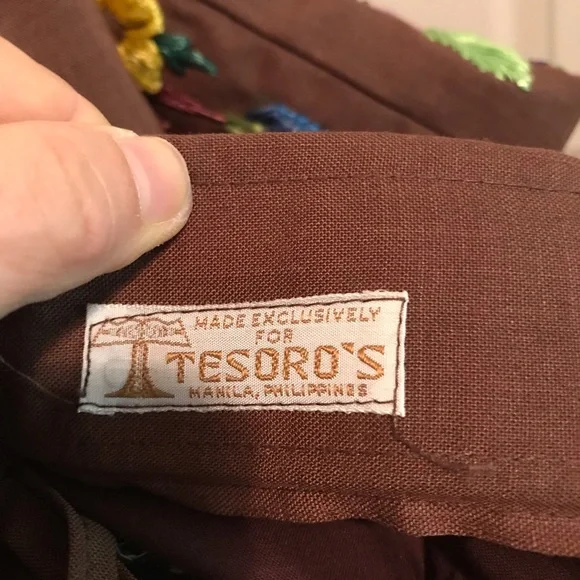 MADE EXCLUSIVELY
FOR
TESORO'S
MANILA, PHILIPPINES